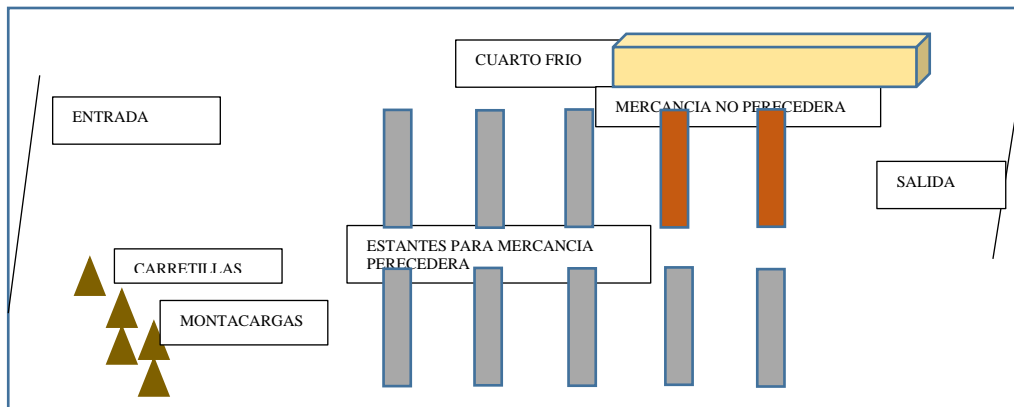 CUARTO FRIO
MERCANCIA NO PERECEDERA
ENTRADA
SALIDA
ESTANTES PARA MERCANCIA
PERECEDERA
CARRETILLAS
MONTACARGAS